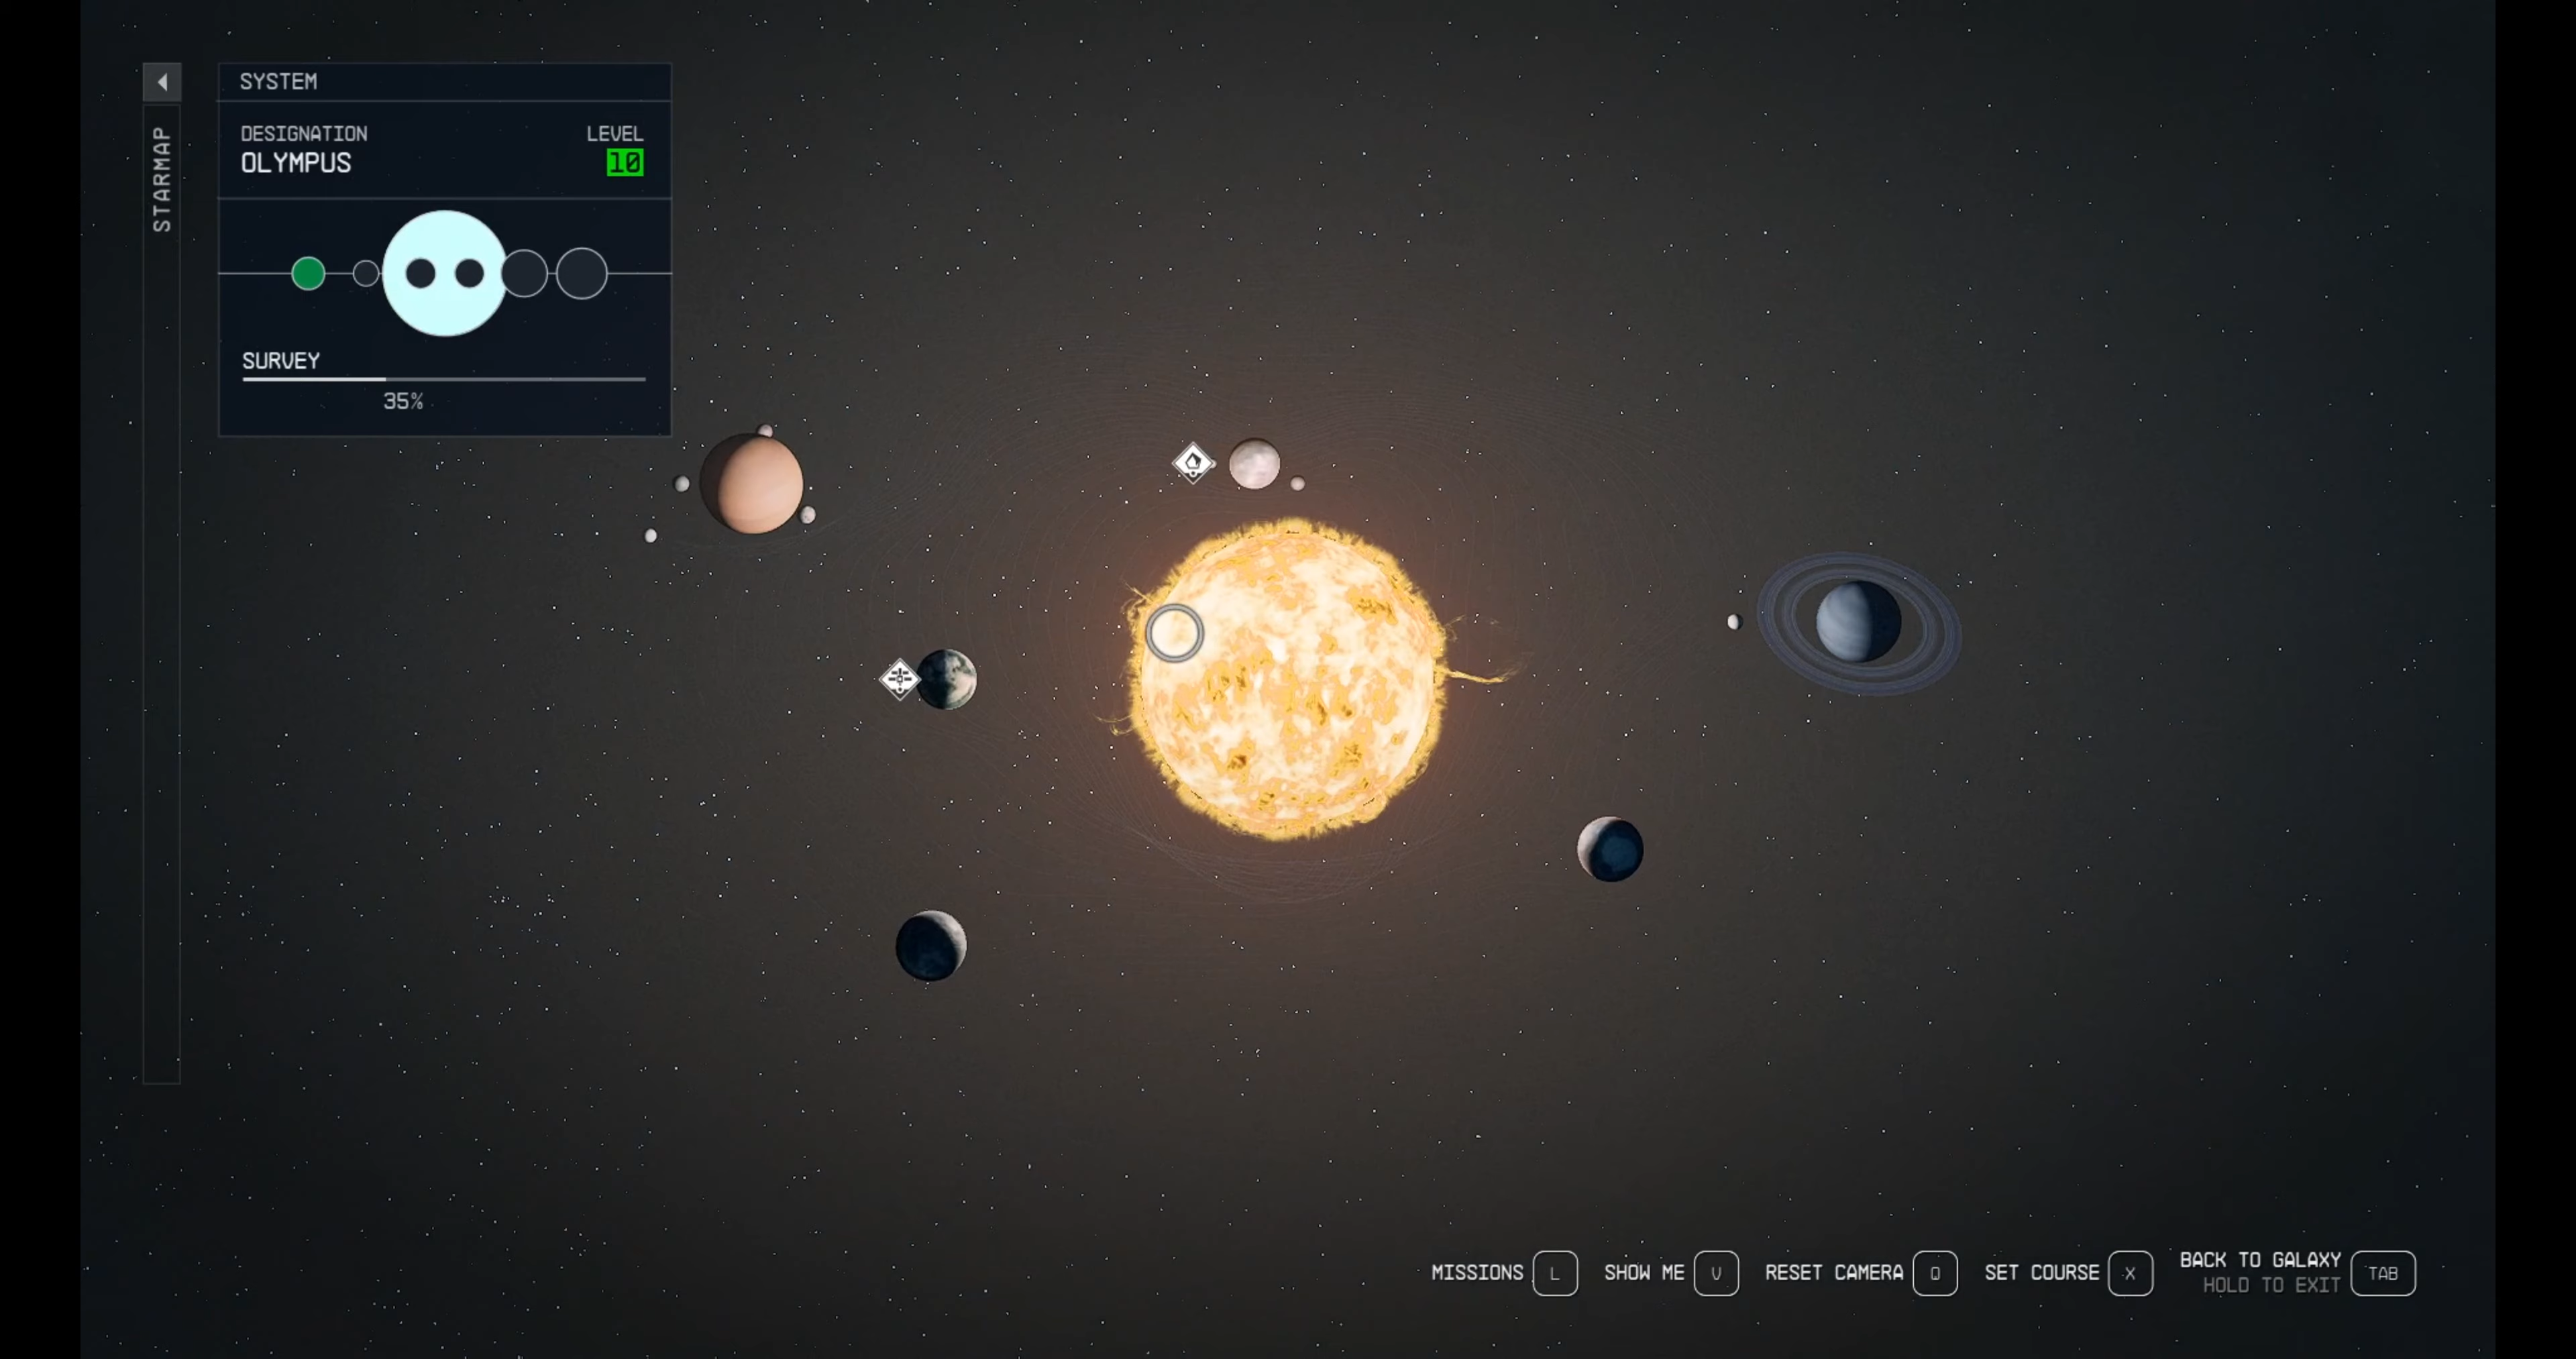 STARMAP
SYSTEM
DESIGNATION LEVEL
OLYMPUS 10
SURVEY
35%
MISSIONS L SHOW ME V RESET CAMERA Q SET COURSE X BACK TO GALAXY TAB
HOLD TO EXIT